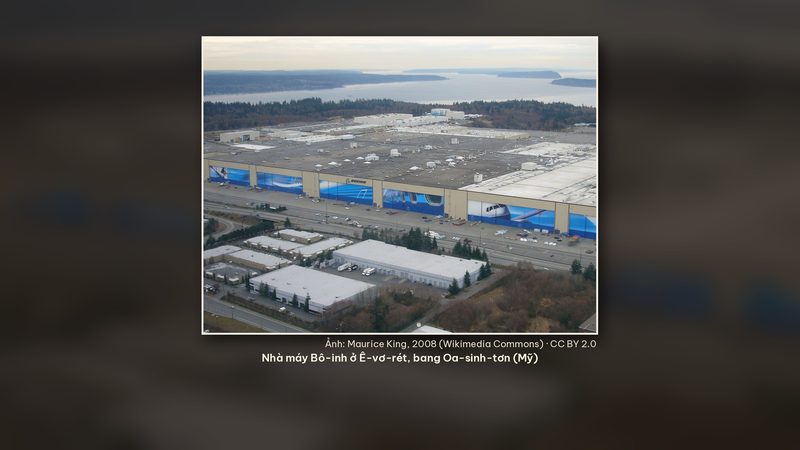 BOEING
Ảnh: Maurice King, 2008 (Wikimedia Commons) · CC BY 2.0
Nhà máy Bô-inh ở Ê-vơ-rét, bang Oa-sinh-tơn (Mỹ)